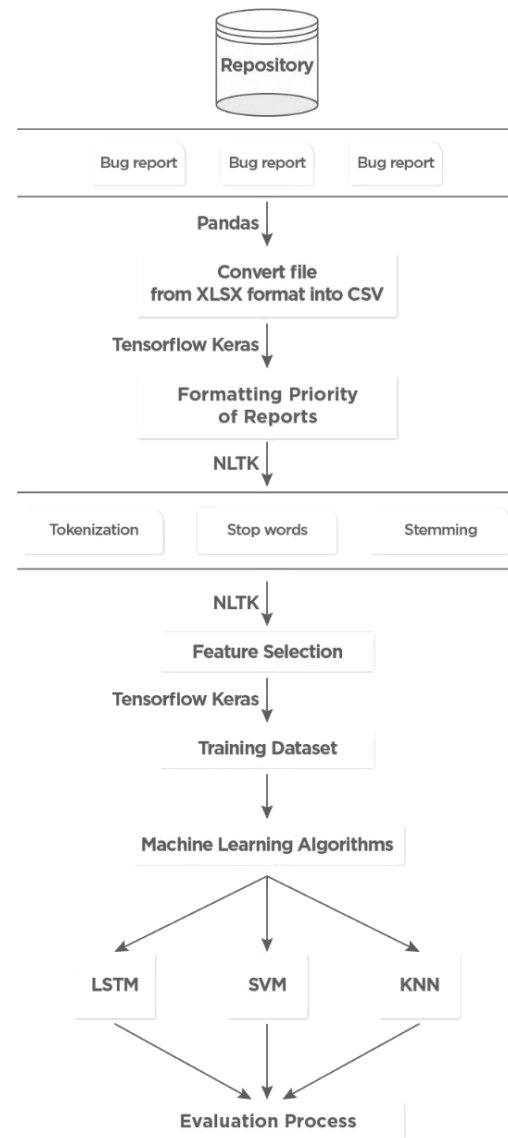 Repository
Bug report Bug report Bug report
Pandas
Convert file
from XLSX format into CSV
Tensorflow Keras
Formatting Priority
of Reports
NLTK
Tokenization Stop words Stemming
NLTK
Feature Selection
Tensorflow Keras
Training Dataset
Machine Learning Algorithms
LSTM SVM KNN
Evaluation Process